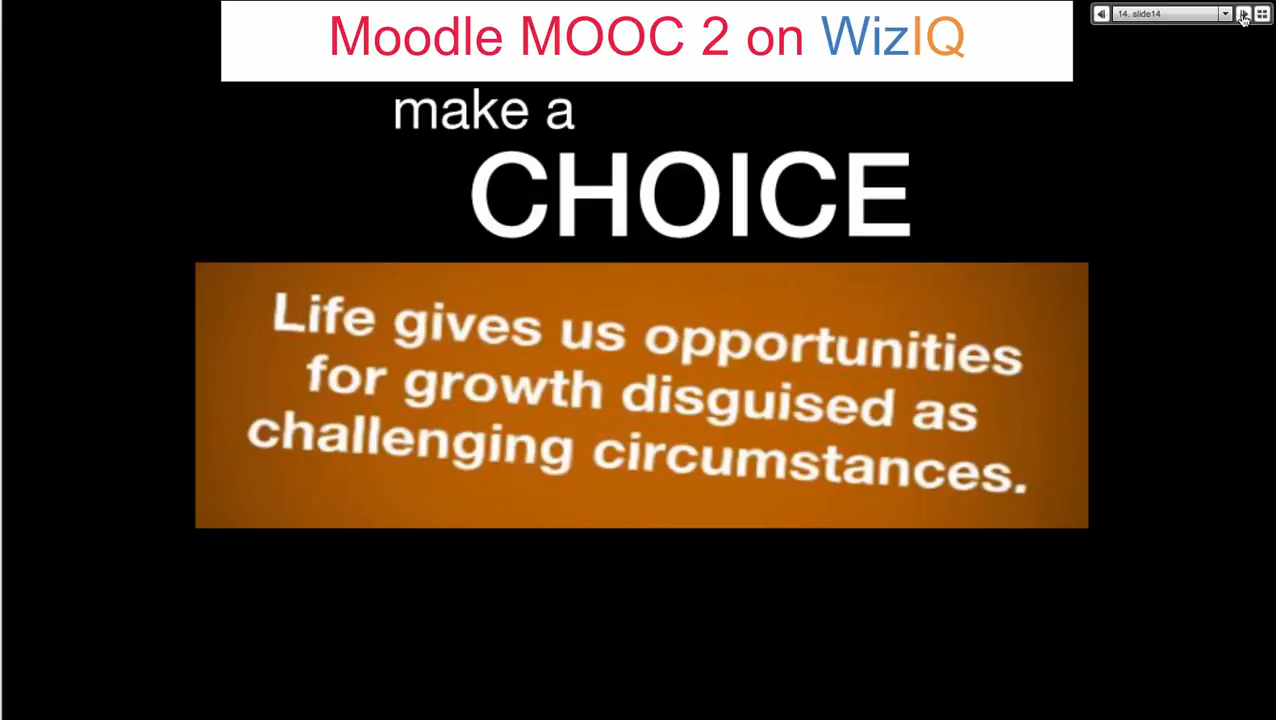 Moodle MOOC 2 on WizIQ
14. slide14
make a
CHOICE
Life gives us opportunities
for growth disguised as
challenging circumstances.